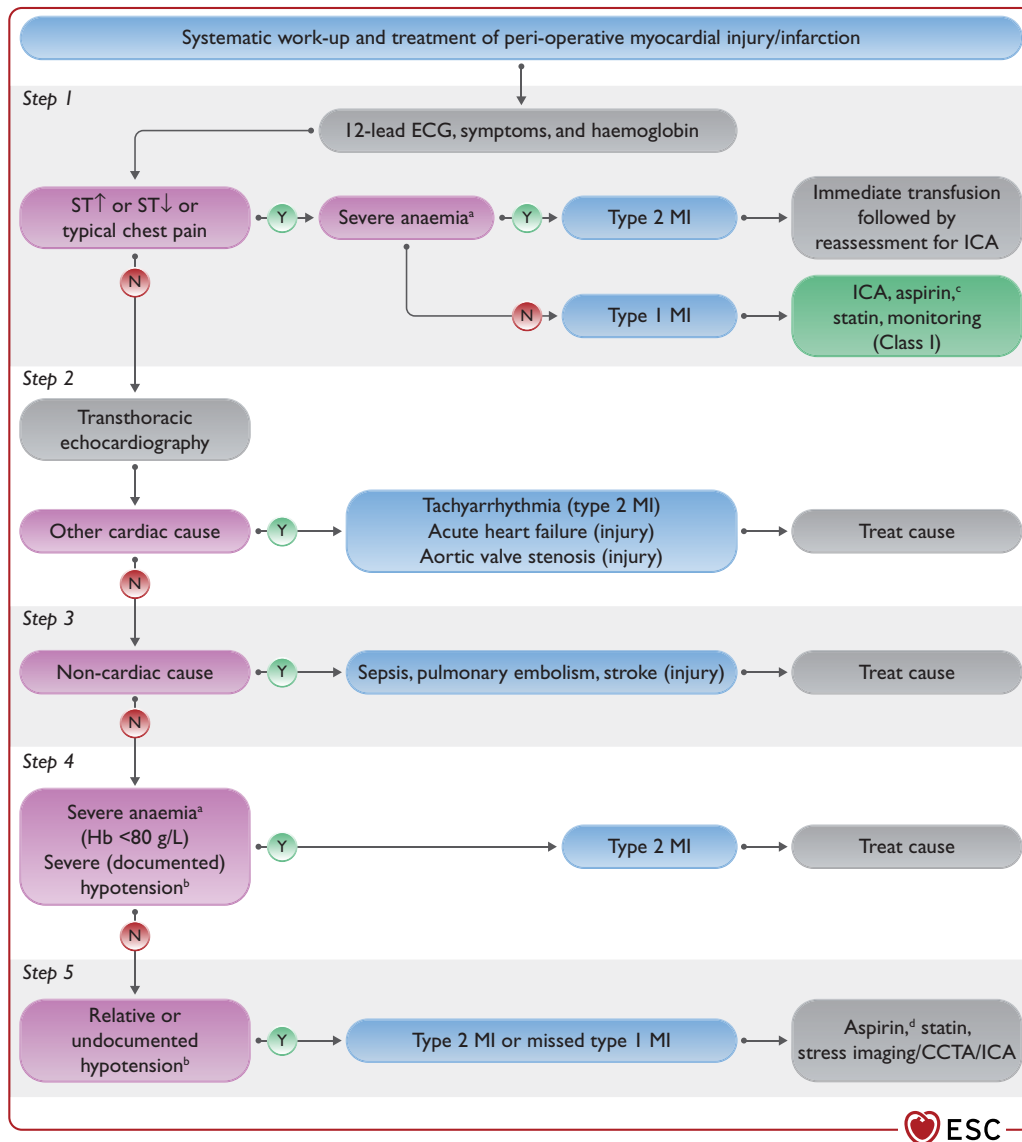 Systematic work-up and treatment of peri-operative myocardial injury/infarction
Step 1
12-lead ECG, symptoms, and haemoglobin
ST↑ or ST↓ or
typical chest pain
Y
Severe anaemiaᵃ
Y
Type 2 MI
Immediate transfusion
followed by
reassessment for ICA
N
N
Type 1 MI
ICA, aspirin,ᶜ
statin, monitoring
(Class I)
Step 2
Transthoracic
echocardiography
Other cardiac cause
Y
Tachyarrhythmia (type 2 MI)
Acute heart failure (injury)
Aortic valve stenosis (injury)
Treat cause
N
Step 3
Non-cardiac cause
Y
Sepsis, pulmonary embolism, stroke (injury)
Treat cause
N
Step 4
Severe anaemiaᵃ
(Hb <80 g/L)
Severe (documented)
hypotensionᵇ
Y
Type 2 MI
Treat cause
N
Step 5
Relative or
undocumented
hypotensionᵇ
Y
Type 2 MI or missed type 1 MI
Aspirin,ᵈ statin,
stress imaging/CCTA/ICA
ESC